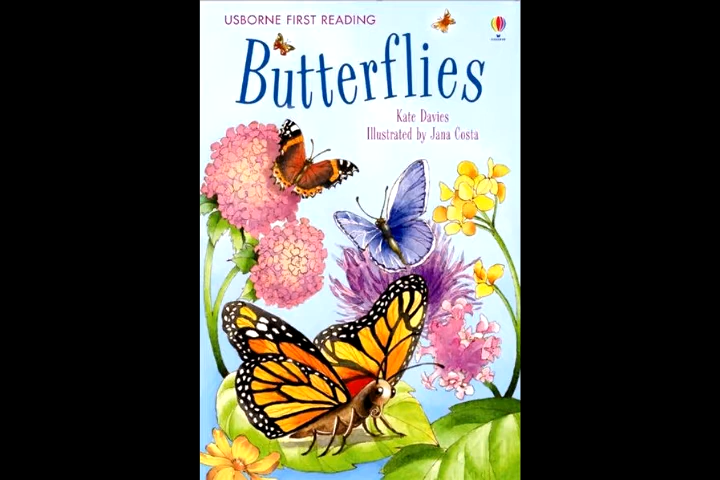 USBORNE FIRST READING
Butterflies
Kate Davies
Illustrated by Jana Costa